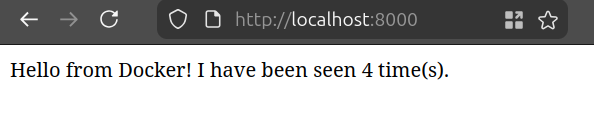 http://localhost:8000
Hello from Docker! I have been seen 4 time(s).